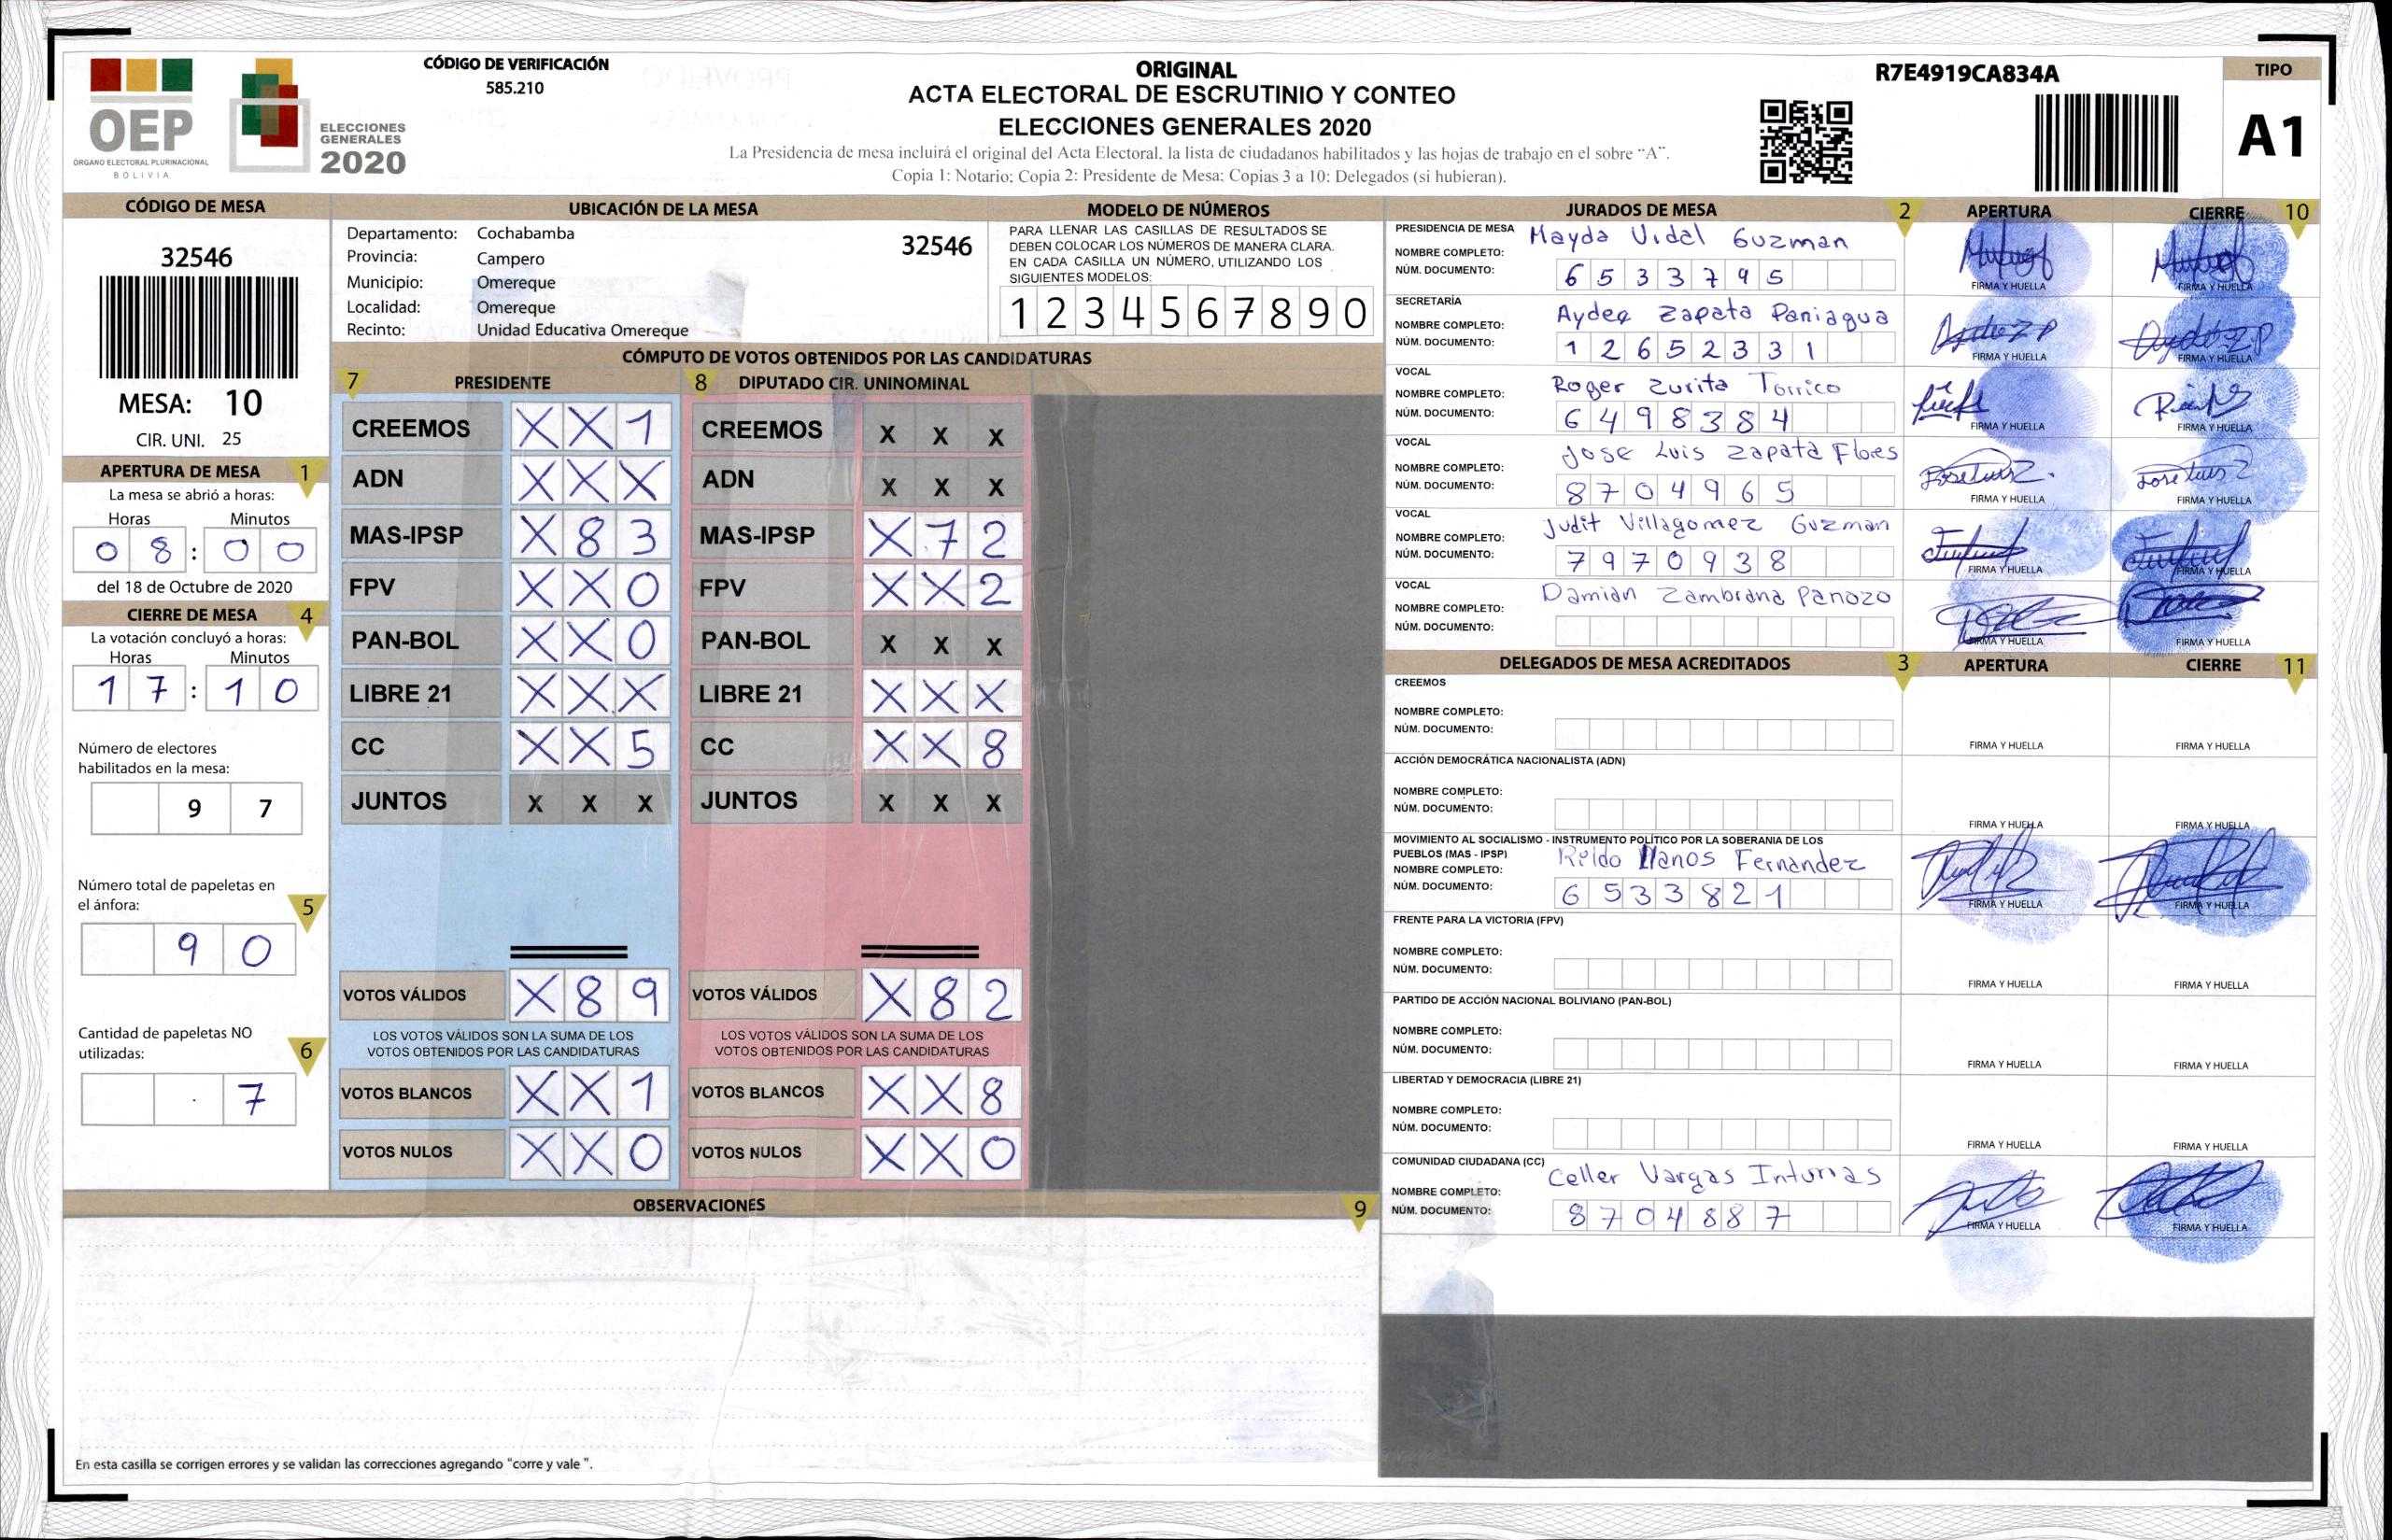 OEP
ÓRGANO ELECTORAL PLURINACIONAL
BOLIVIA
ELECCIONES
GENERALES
2020
CÓDIGO DE VERIFICACIÓN
585.210
ORIGINAL
ACTA ELECTORAL DE ESCRUTINIO Y CONTEO
ELECCIONES GENERALES 2020
La Presidencia de mesa incluirá el original del Acta Electoral, la lista de ciudadanos habilitados y las hojas de trabajo en el sobre "A".
Copia 1: Notario; Copia 2: Presidente de Mesa; Copias 3 a 10: Delegados (si hubieran).
R7E4919CA834A
TIPO
A1
CÓDIGO DE MESA
32546
MESA: 10
CIR. UNI. 25
APERTURA DE MESA 1
La mesa se abrió a horas:
Horas Minutos
0 8 : 0 0
del 18 de Octubre de 2020
CIERRE DE MESA 4
La votación concluyó a horas:
Horas Minutos
1 7 : 1 0
Número de electores
habilitados en la mesa:
9 7
Número total de papeletas en
el ánfora: 5
9 0
Cantidad de papeletas NO
utilizadas: 6
7
UBICACIÓN DE LA MESA
Departamento: Cochabamba
Provincia: Campero
Municipio: Omereque
Localidad: Omereque
Recinto: Unidad Educativa Omereque
32546
MODELO DE NÚMEROS
PARA LLENAR LAS CASILLAS DE RESULTADOS SE
DEBEN COLOCAR LOS NÚMEROS DE MANERA CLARA.
EN CADA CASILLA UN NÚMERO, UTILIZANDO LOS
SIGUIENTES MODELOS:
1 2 3 4 5 6 7 8 9 0
CÓMPUTO DE VOTOS OBTENIDOS POR LAS CANDIDATURAS
7 PRESIDENTE 8 DIPUTADO CIR. UNINOMINAL
CREEMOS X X 1 CREEMOS X X X
ADN X X X ADN X X X
MAS-IPSP X 8 3 MAS-IPSP X 7 2
FPV X X 0 FPV X X 2
PAN-BOL X X 0 PAN-BOL X X X
LIBRE 21 X X X LIBRE 21 X X X
CC X X 5 CC X X 8
JUNTOS X X X JUNTOS X X X
VOTOS VÁLIDOS X 8 9 VOTOS VÁLIDOS X 8 2
LOS VOTOS VÁLIDOS SON LA SUMA DE LOS LOS VOTOS VÁLIDOS SON LA SUMA DE LOS
VOTOS OBTENIDOS POR LAS CANDIDATURAS VOTOS OBTENIDOS POR LAS CANDIDATURAS
VOTOS BLANCOS X X 1 VOTOS BLANCOS X X 8
VOTOS NULOS X X 0 VOTOS NULOS X X 0
OBSERVACIONES 9
En esta casilla se corrigen errores y se validan las correcciones agregando "corre y vale ".
JURADOS DE MESA 2 APERTURA CIERRE 10
PRESIDENCIA DE MESA Mayda Vidal Guzman
NOMBRE COMPLETO:
NÚM. DOCUMENTO: 6 5 3 3 7 9 5
FIRMA Y HUELLA FIRMA Y HUELLA
SECRETARÍA Aydee Zapata Paniagua
NOMBRE COMPLETO:
NÚM. DOCUMENTO: 1 2 6 5 2 3 3 1
FIRMA Y HUELLA FIRMA Y HUELLA
VOCAL Roger Zurita Torrico
NOMBRE COMPLETO:
NÚM. DOCUMENTO: 6 4 9 8 3 8 4
FIRMA Y HUELLA FIRMA Y HUELLA
VOCAL Jose Luis Zapata Flores
NOMBRE COMPLETO:
NÚM. DOCUMENTO: 8 7 0 4 9 6 5
FIRMA Y HUELLA FIRMA Y HUELLA
VOCAL Judit Villagomez Guzman
NOMBRE COMPLETO:
NÚM. DOCUMENTO: 7 9 7 0 9 3 8
FIRMA Y HUELLA FIRMA Y HUELLA
VOCAL Damian Zambrana Panozo
NOMBRE COMPLETO:
NÚM. DOCUMENTO:
FIRMA Y HUELLA FIRMA Y HUELLA
DELEGADOS DE MESA ACREDITADOS 3 APERTURA CIERRE 11
CREEMOS
NOMBRE COMPLETO:
NÚM. DOCUMENTO:
FIRMA Y HUELLA FIRMA Y HUELLA
ACCIÓN DEMOCRÁTICA NACIONALISTA (ADN)
NOMBRE COMPLETO:
NÚM. DOCUMENTO:
FIRMA Y HUELLA FIRMA Y HUELLA
MOVIMIENTO AL SOCIALISMO - INSTRUMENTO POLÍTICO POR LA SOBERANIA DE LOS
PUEBLOS (MAS - IPSP) Llanos Fernandez
NOMBRE COMPLETO:
NÚM. DOCUMENTO: 6 5 3 3 8 2 1
FIRMA Y HUELLA FIRMA Y HUELLA
FRENTE PARA LA VICTORIA (FPV)
NOMBRE COMPLETO:
NÚM. DOCUMENTO:
FIRMA Y HUELLA FIRMA Y HUELLA
PARTIDO DE ACCIÓN NACIONAL BOLIVIANO (PAN-BOL)
NOMBRE COMPLETO:
NÚM. DOCUMENTO:
FIRMA Y HUELLA FIRMA Y HUELLA
LIBERTAD Y DEMOCRACIA (LIBRE 21)
NOMBRE COMPLETO:
NÚM. DOCUMENTO:
FIRMA Y HUELLA FIRMA Y HUELLA
COMUNIDAD CIUDADANA (CC) Celler Vargas
NOMBRE COMPLETO:
NÚM. DOCUMENTO: 8 7 0 4 8 8 7
FIRMA Y HUELLA FIRMA Y HUELLA